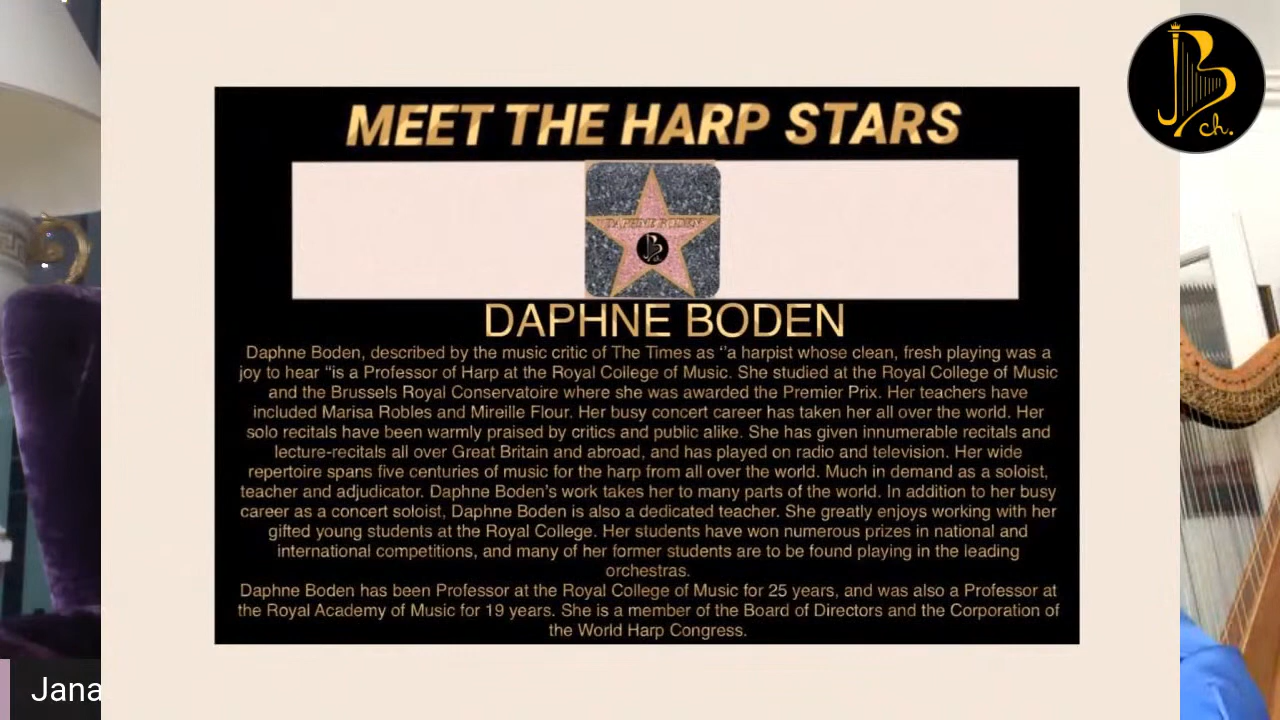 MEET THE HARP STARS
DAPHNE BODEN
DAPHNE BODEN
Daphne Boden, described by the music critic of The Times as ‘’a harpist whose clean, fresh playing was a
joy to hear “is a Professor of Harp at the Royal College of Music. She studied at the Royal College of Music
and the Brussels Royal Conservatoire where she was awarded the Premier Prix. Her teachers have
included Marisa Robles and Mireille Flour. Her busy concert career has taken her all over the world. Her
solo recitals have been warmly praised by critics and public alike. She has given innumerable recitals and
lecture-recitals all over Great Britain and abroad, and has played on radio and television. Her wide
repertoire spans five centuries of music for the harp from all over the world. Much in demand as a soloist,
teacher and adjudicator. Daphne Boden’s work takes her to many parts of the world. In addition to her busy
career as a concert soloist, Daphne Boden is also a dedicated teacher. She greatly enjoys working with her
gifted young students at the Royal College. Her students have won numerous prizes in national and
international competitions, and many of her former students are to be found playing in the leading
orchestras.
Daphne Boden has been Professor at the Royal College of Music for 25 years, and was also a Professor at
the Royal Academy of Music for 19 years. She is a member of the Board of Directors and the Corporation of
the World Harp Congress.
JB
ch.
Jana